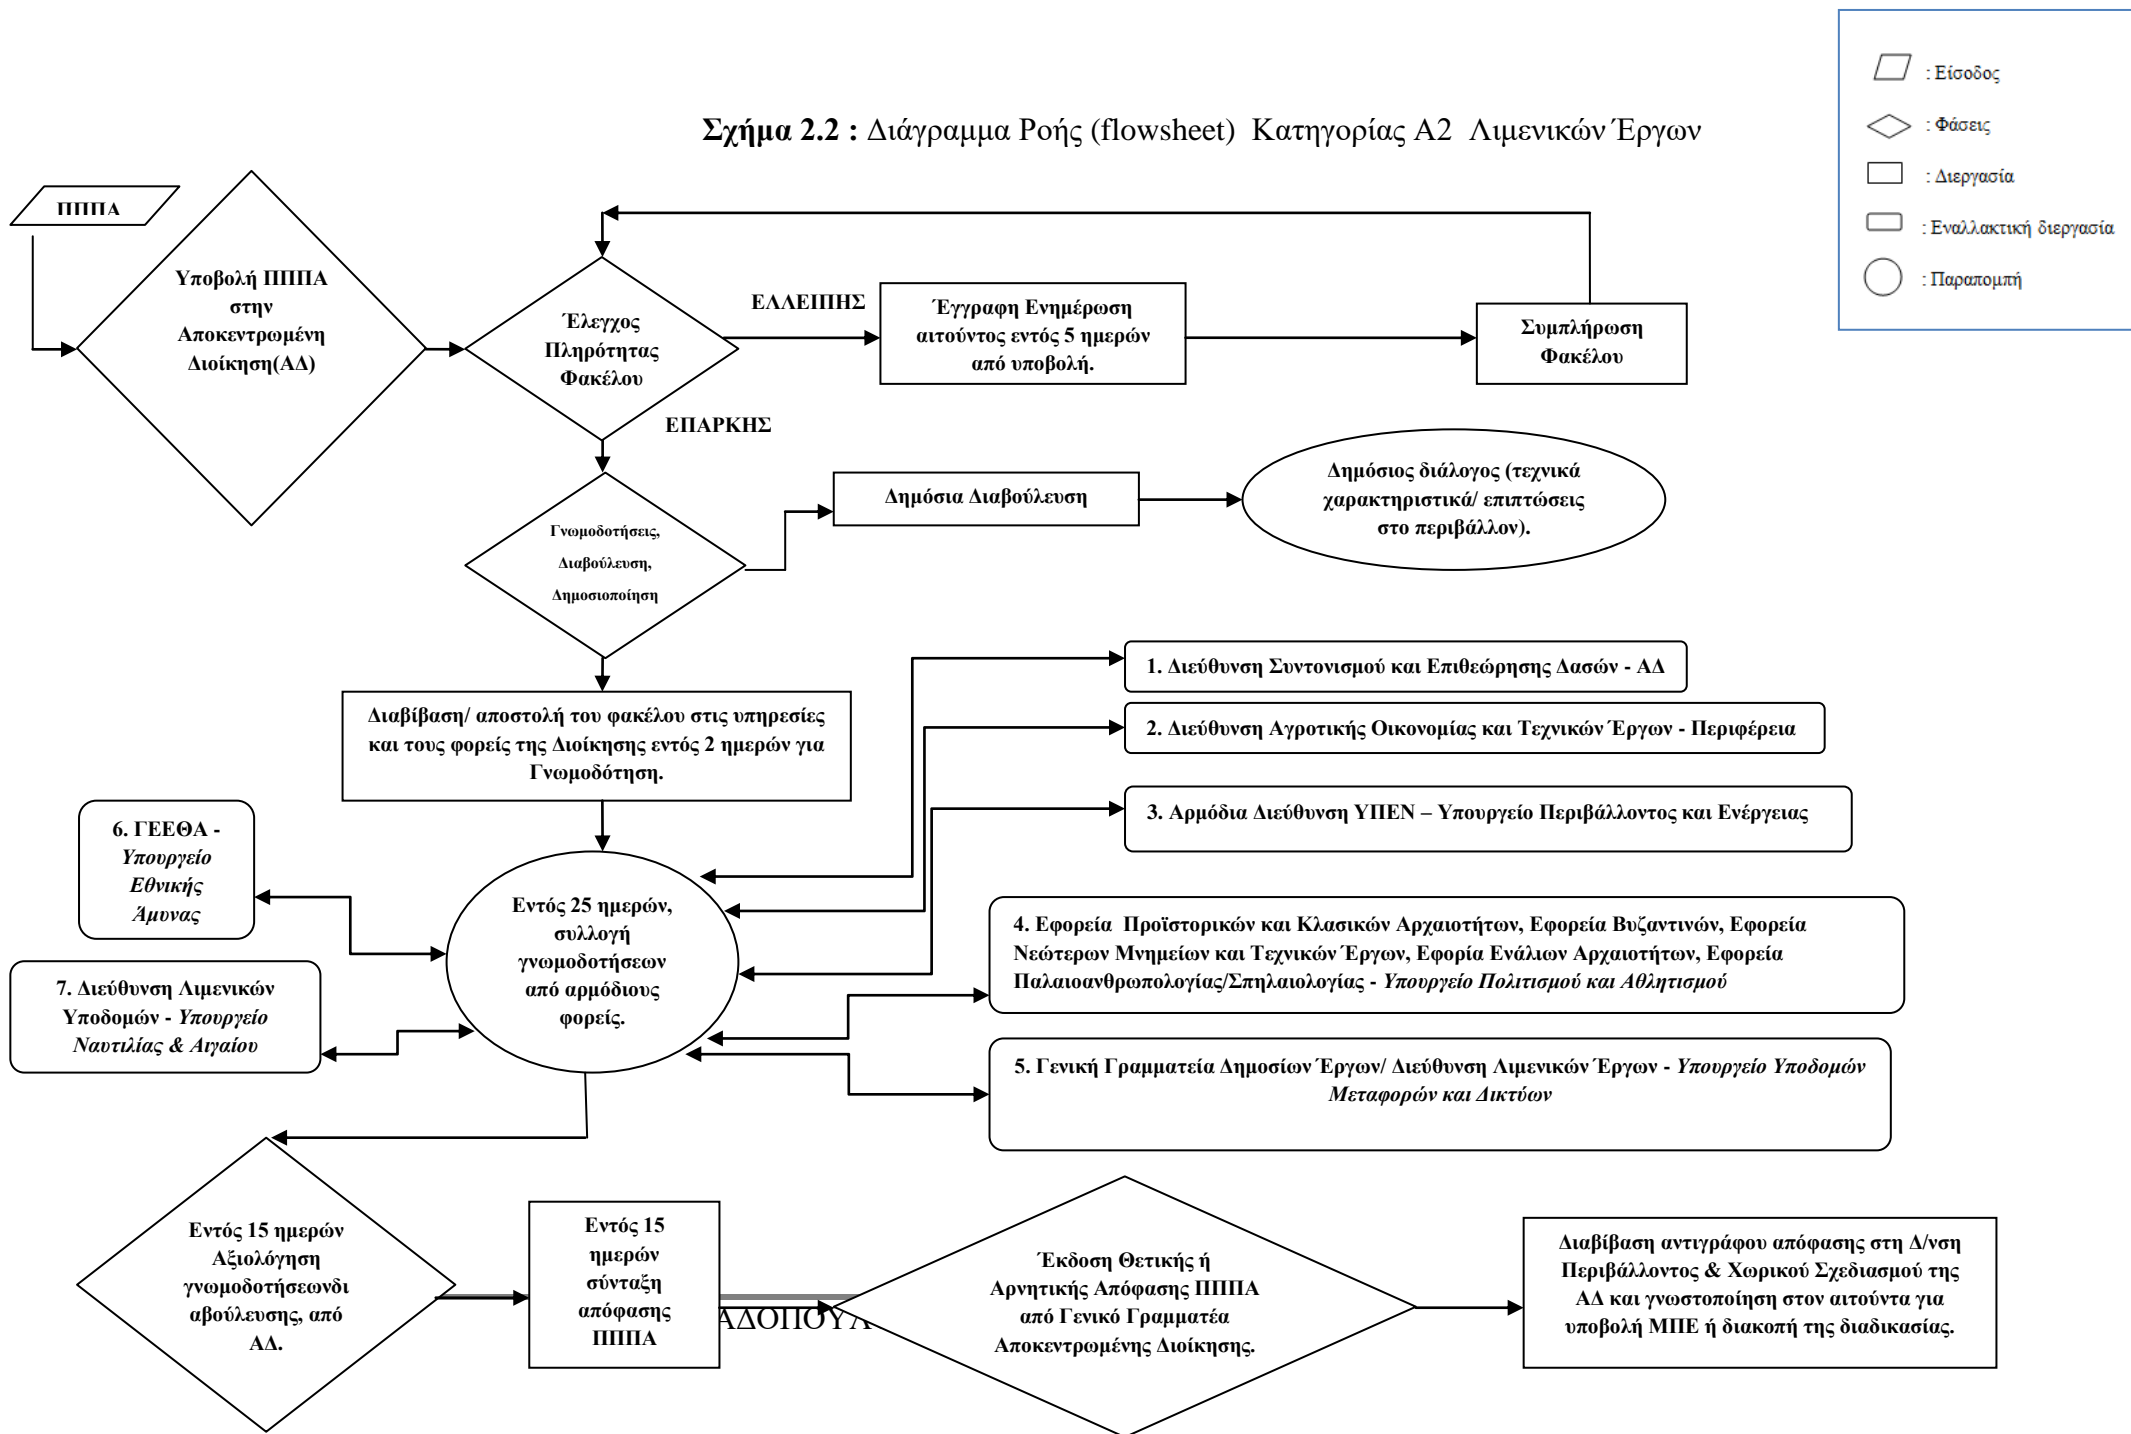 : Είσοδος
: Φάσεις
: Διεργασία
: Εναλλακτική διεργασία
: Παραπομπή
Σχήμα 2.2 : Διάγραμμα Ροής (flowsheet) Κατηγορίας Α2 Λιμενικών Έργων
ΠΠΠΑ
Υποβολή ΠΠΠΑ
στην
Αποκεντρωμένη
Διοίκηση(ΑΔ)
Έλεγχος
Πληρότητας
Φακέλου
ΕΛΛΕΙΠΗΣ
Έγγραφη Ενημέρωση
αιτούντος εντός 5 ημερών
από υποβολή.
Συμπλήρωση
Φακέλου
ΕΠΑΡΚΗΣ
Γνωμοδοτήσεις,
Διαβούλευση,
Δημοσιοποίηση
Δημόσια Διαβούλευση
Δημόσιος διάλογος (τεχνικά
χαρακτηριστικά/ επιπτώσεις
στο περιβάλλον).
Διαβίβαση/ αποστολή του φακέλου στις υπηρεσίες
και τους φορείς της Διοίκησης εντός 2 ημερών για
Γνωμοδότηση.
1. Διεύθυνση Συντονισμού και Επιθεώρησης Δασών - ΑΔ
2. Διεύθυνση Αγροτικής Οικονομίας και Τεχνικών Έργων - Περιφέρεια
3. Αρμόδια Διεύθυνση ΥΠΕΝ – Υπουργείο Περιβάλλοντος και Ενέργειας
6. ΓΕΕΘΑ -
Υπουργείο
Εθνικής
Άμυνας
Εντός 25 ημερών,
συλλογή
γνωμοδοτήσεων
από αρμόδιους
φορείς.
4. Εφορεία Προϊστορικών και Κλασικών Αρχαιοτήτων, Εφορεία Βυζαντινών, Εφορεία
Νεώτερων Μνημείων και Τεχνικών Έργων, Εφορία Ενάλιων Αρχαιοτήτων, Εφορεία
Παλαιοανθρωπολογίας/Σπηλαιολογίας - Υπουργείο Πολιτισμού και Αθλητισμού
7. Διεύθυνση Λιμενικών
Υποδομών - Υπουργείο
Ναυτιλίας & Αιγαίου
5. Γενική Γραμματεία Δημοσίων Έργων/ Διεύθυνση Λιμενικών Έργων - Υπουργείο Υποδομών
Μεταφορών και Δικτύων
Εντός 15 ημερών
Αξιολόγηση
γνωμοδοτήσεωνδι
αβούλευσης, από
ΑΔ.
Εντός 15
ημερών
σύνταξη
απόφασης
ΠΠΠΑ
ΑΔΟΠΟΥΛ
Έκδοση Θετικής ή
Αρνητικής Απόφασης ΠΠΠΑ
από Γενικό Γραμματέα
Αποκεντρωμένης Διοίκησης.
Διαβίβαση αντιγράφου απόφασης στη Δ/νση
Περιβάλλοντος & Χωρικού Σχεδιασμού της
ΑΔ και γνωστοποίηση στον αιτούντα για
υποβολή ΜΠΕ ή διακοπή της διαδικασίας.